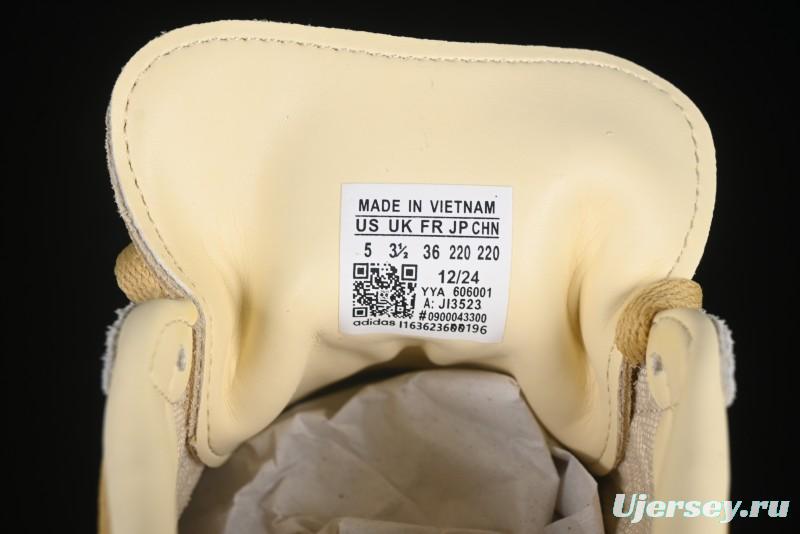 MADE IN VIETNAM
US UK FR JP CHN
5 3½ 36 220 220
12/24
YYA 606001
A: JI3523
#0900043300
adidas
Ujersey.ru